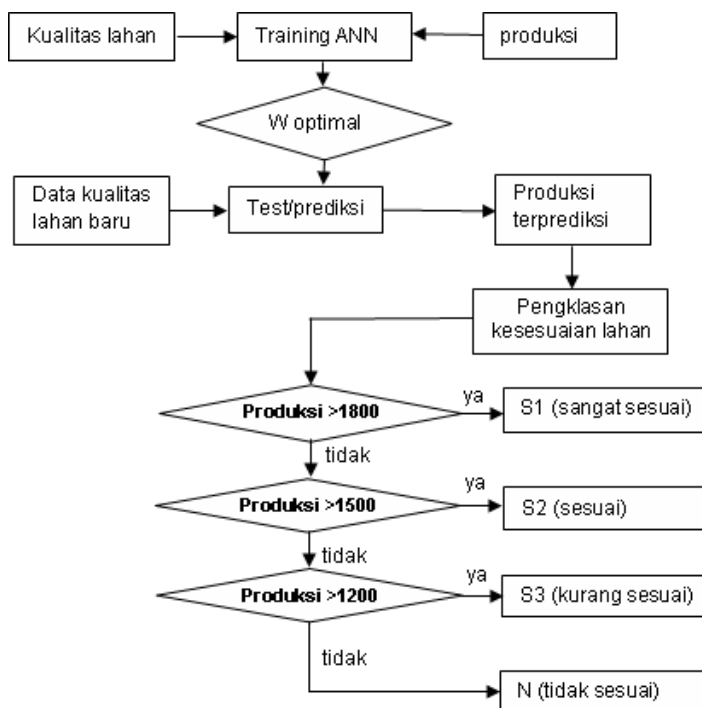 Kualitas lahan
Training ANN
produksi
W optimal
Data kualitas
lahan baru
Test/prediksi
Produksi
terprediksi
Pengklasan
kesesuaian lahan
Produksi >1800
ya
S1 (sangat sesuai)
tidak
Produksi >1500
ya
S2 (sesuai)
tidak
Produksi >1200
ya
S3 (kurang sesuai)
tidak
N (tidak sesuai)